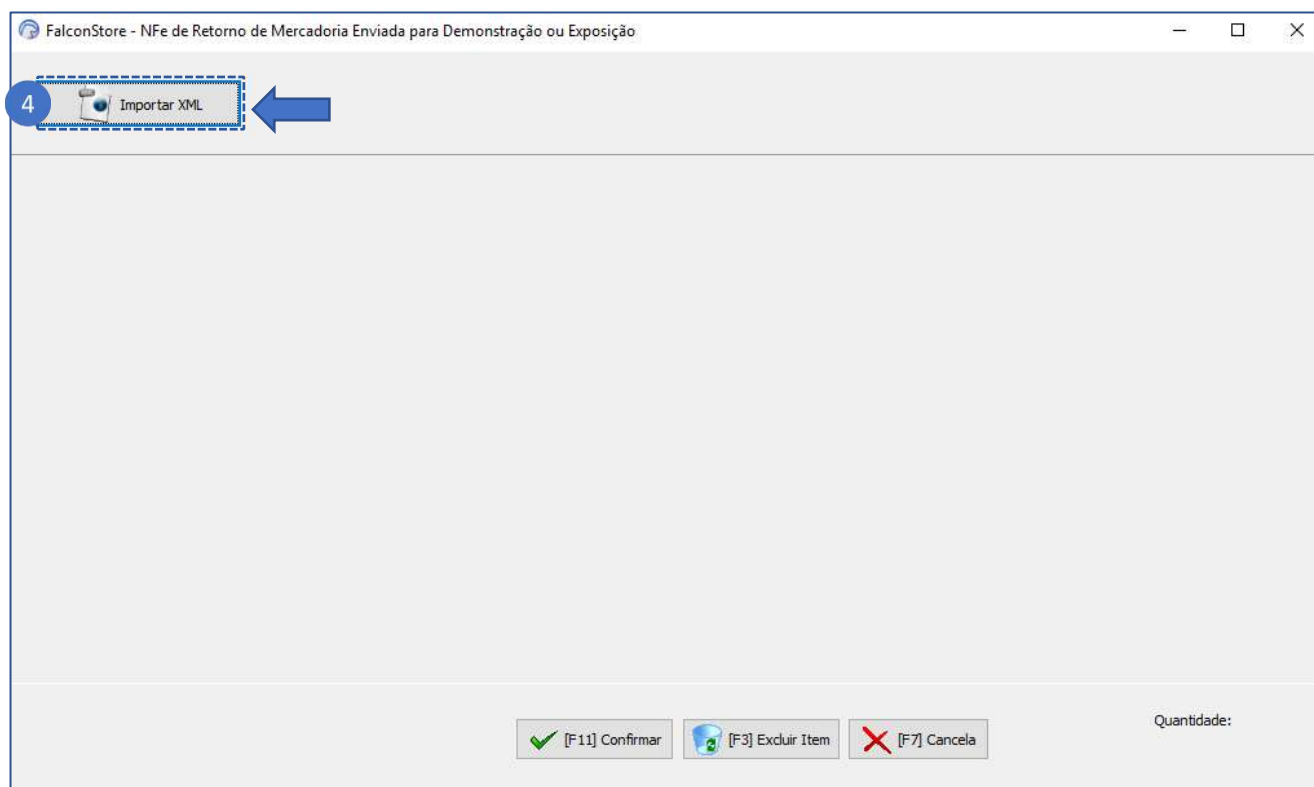 FalconStore - NFe de Retorno de Mercadoria Enviada para Demonstração ou Exposição
4
Importar XML
Quantidade:
[F11] Confirmar
[F3] Excluir Item
[F7] Cancela